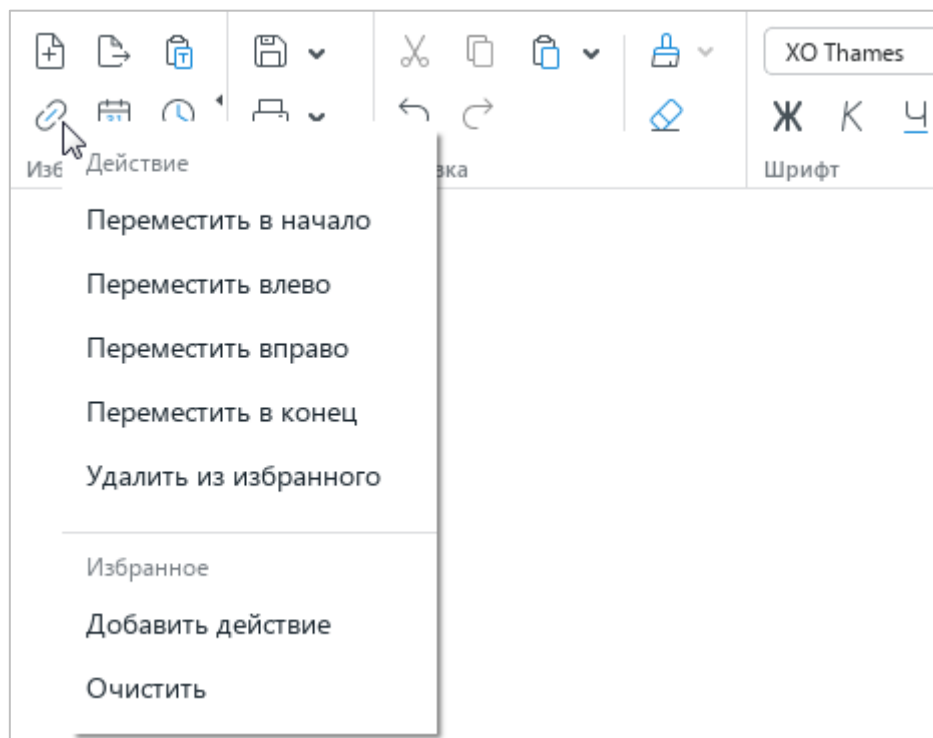 XO Thames
Ж К Ч
Изб
вка
Шрифт
Действие
Переместить в начало
Переместить влево
Переместить вправо
Переместить в конец
Удалить из избранного
Избранное
Добавить действие
Очистить